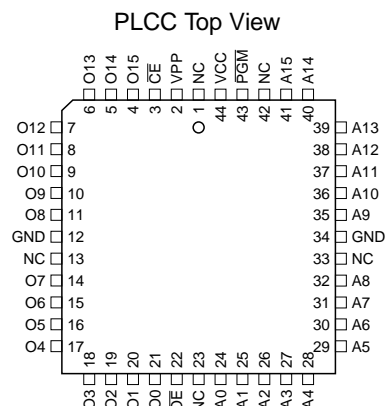 PLCC Top View
O13 O14 O15 CE VPP NC VCC PGM NC A15 A14
6 5 4 3 2 1 44 43 42 41 40
O12 7 39 A13
O11 8 38 A12
O10 9 37 A11
O9 10 36 A10
O8 11 35 A9
GND 12 34 GND
NC 13 33 NC
O7 14 32 A8
O6 15 31 A7
O5 16 30 A6
O4 17 29 A5
18 19 20 21 22 23 24 25 26 27 28
O3 O2 O1 O0 OE NC A0 A1 A2 A3 A4